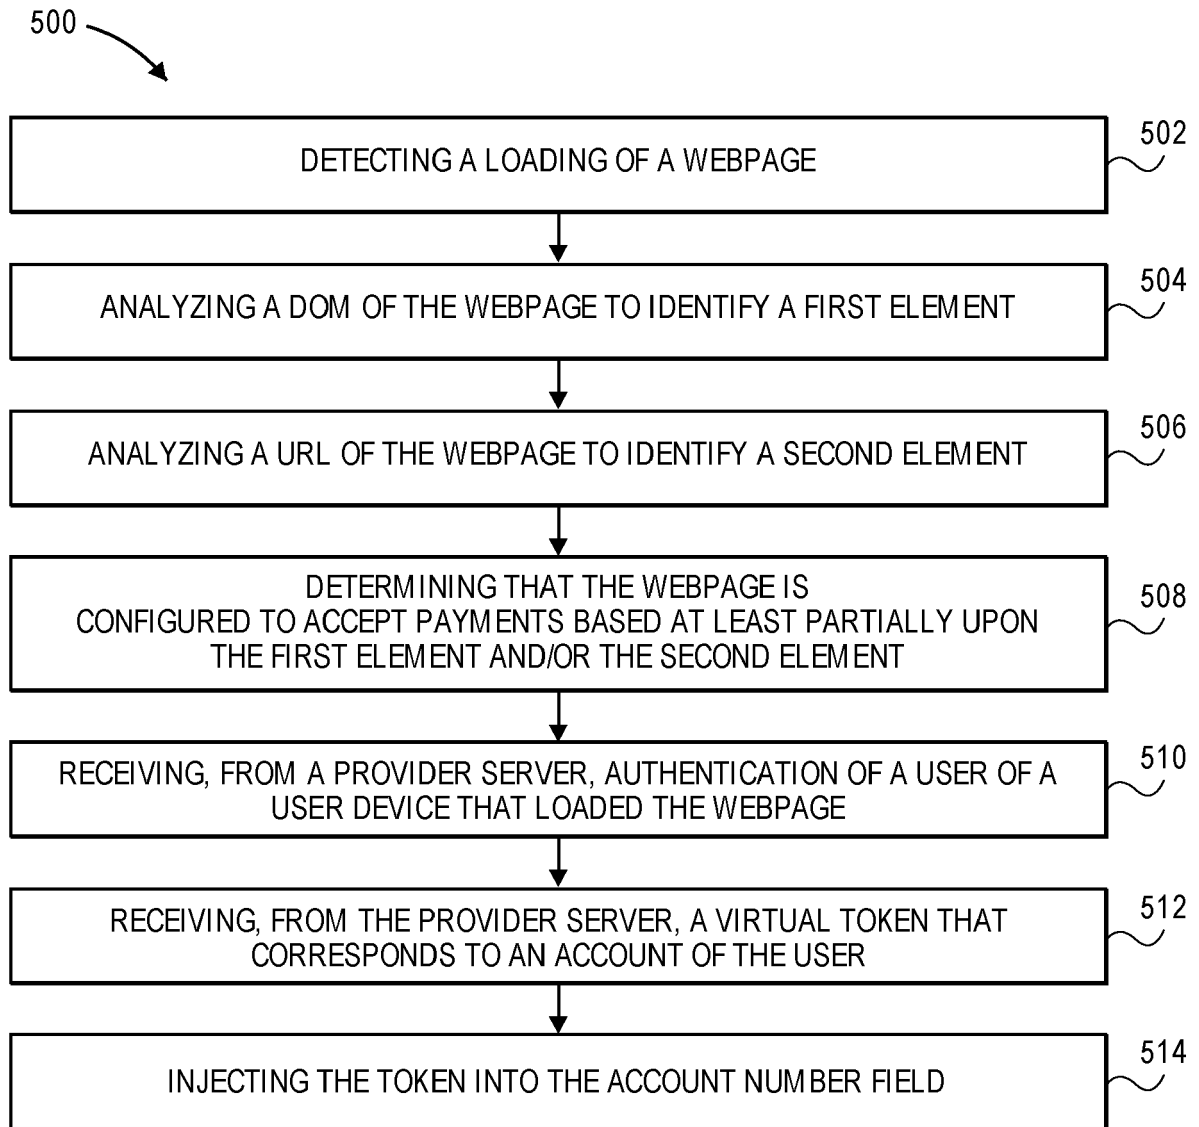 500
DETECTING A LOADING OF A WEBPAGE
502
ANALYZING A DOM OF THE WEBPAGE TO IDENTIFY A FIRST ELEMENT
504
ANALYZING A URL OF THE WEBPAGE TO IDENTIFY A SECOND ELEMENT
506
DETERMINING THAT THE WEBPAGE IS
CONFIGURED TO ACCEPT PAYMENTS BASED AT LEAST PARTIALLY UPON
THE FIRST ELEMENT AND/OR THE SECOND ELEMENT
508
RECEIVING, FROM A PROVIDER SERVER, AUTHENTICATION OF A USER OF A
USER DEVICE THAT LOADED THE WEBPAGE
510
RECEIVING, FROM THE PROVIDER SERVER, A VIRTUAL TOKEN THAT
CORRESPONDS TO AN ACCOUNT OF THE USER
512
INJECTING THE TOKEN INTO THE ACCOUNT NUMBER FIELD
514